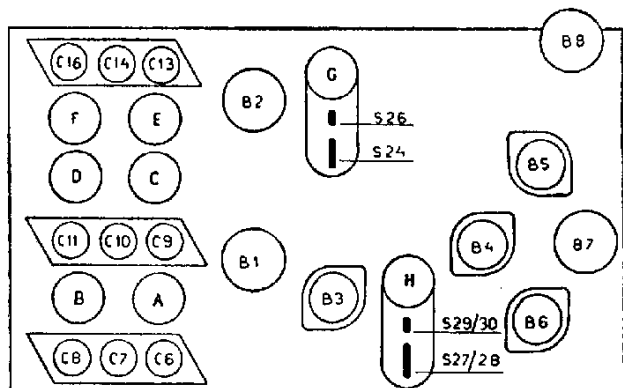 B8
C16 C14 C13
G
B2
F E
S26
S24
D C
B5
C11 C10 C9
B4
B7
B1
H
B A
B3
S29/30
B6
C8 C7 C6
S27/28